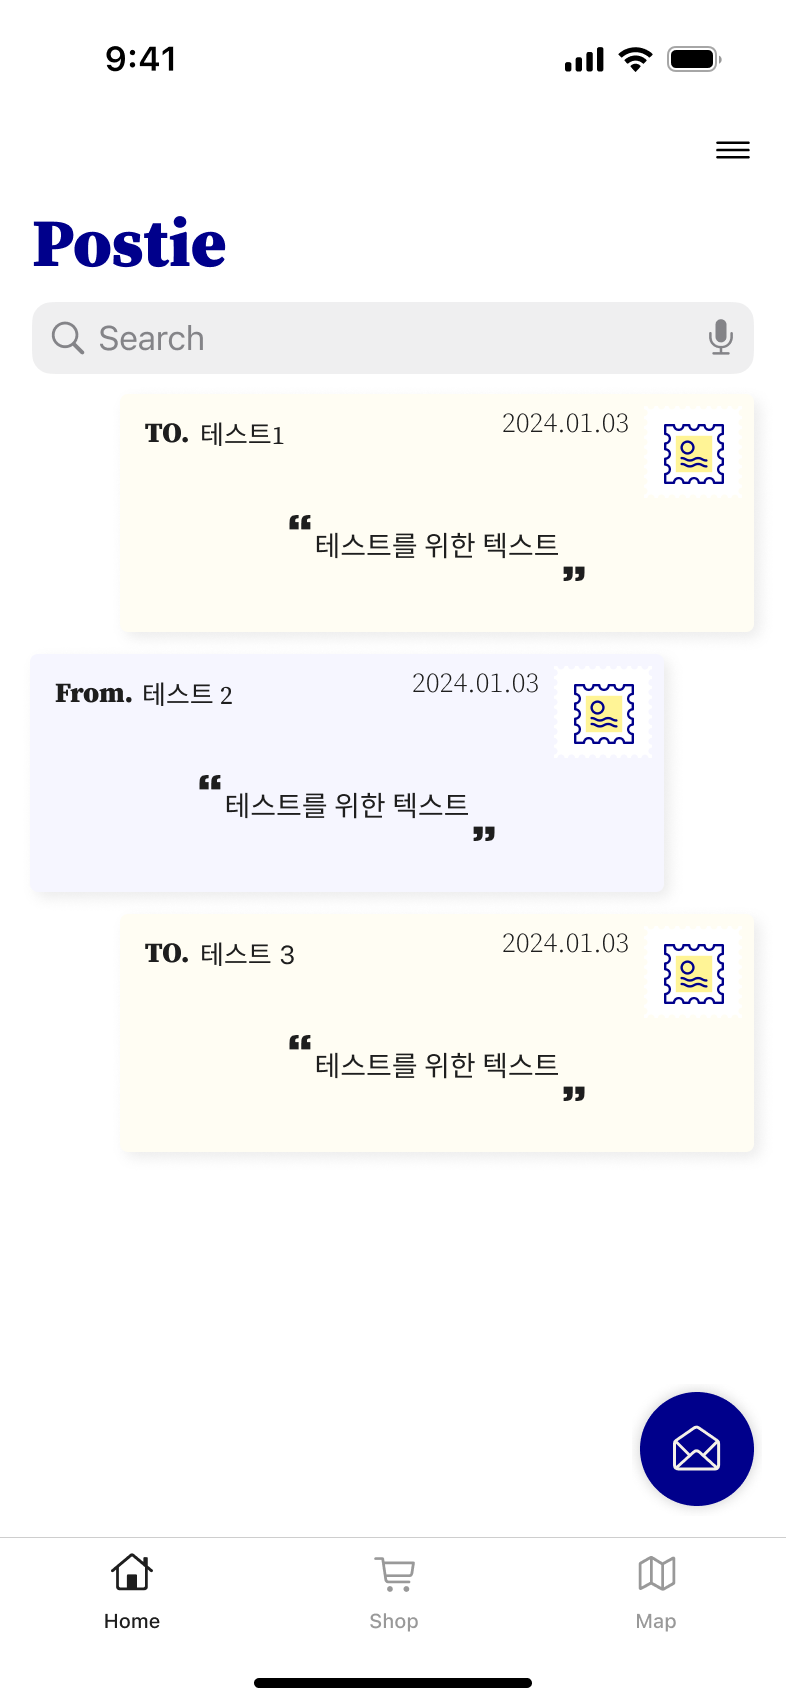 9:41
Postie
Search
TO. 테스트1 2024.01.03
“ 테스트를 위한 텍스트 ”
From. 테스트 2 2024.01.03
“ 테스트를 위한 텍스트 ”
TO. 테스트 3 2024.01.03
“ 테스트를 위한 텍스트 ”
Home Shop Map